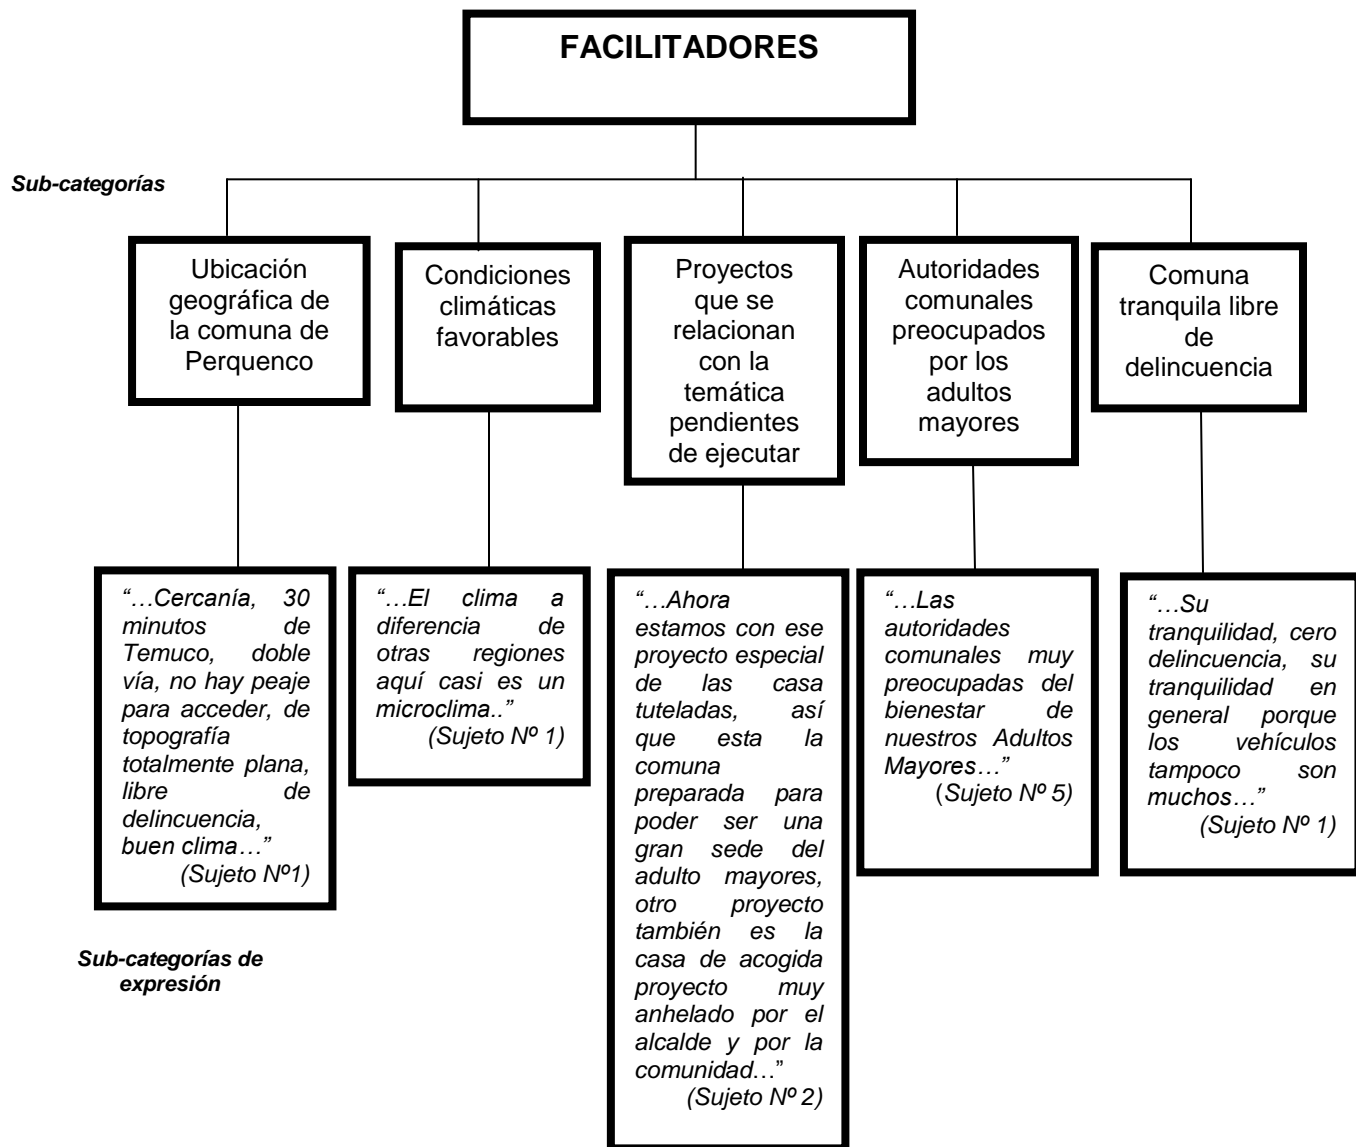 FACILITADORES
Sub-categorías
Ubicación
geográfica de
la comuna de
Perquenco
Condiciones
climáticas
favorables
Proyectos
que se
relacionan
con la
temática
pendientes
de ejecutar
Autoridades
comunales
preocupados
por los
adultos
mayores
Comuna
tranquila libre
de
delincuencia
“…Cercanía, 30
minutos de
Temuco, doble
vía, no hay peaje
para acceder, de
topografía
totalmente plana,
libre de
delincuencia,
buen clima…”
(Sujeto Nº1)
“…El clima a
diferencia de
otras regiones
aquí casi es un
microclima..”
(Sujeto Nº 1)
“…Ahora
estamos con ese
proyecto especial
de las casa
tuteladas, así
que esta la
comuna
preparada para
poder ser una
gran sede del
adulto mayores,
otro proyecto
también es la
casa de acogida
proyecto muy
anhelado por el
alcalde y por la
comunidad…”
(Sujeto Nº 2)
“…Las
autoridades
comunales muy
preocupadas del
bienestar de
nuestros Adultos
Mayores…”
(Sujeto Nº 5)
“…Su
tranquilidad, cero
delincuencia, su
tranquilidad en
general porque
los vehículos
tampoco son
muchos…”
(Sujeto Nº 1)
Sub-categorías de
expresión